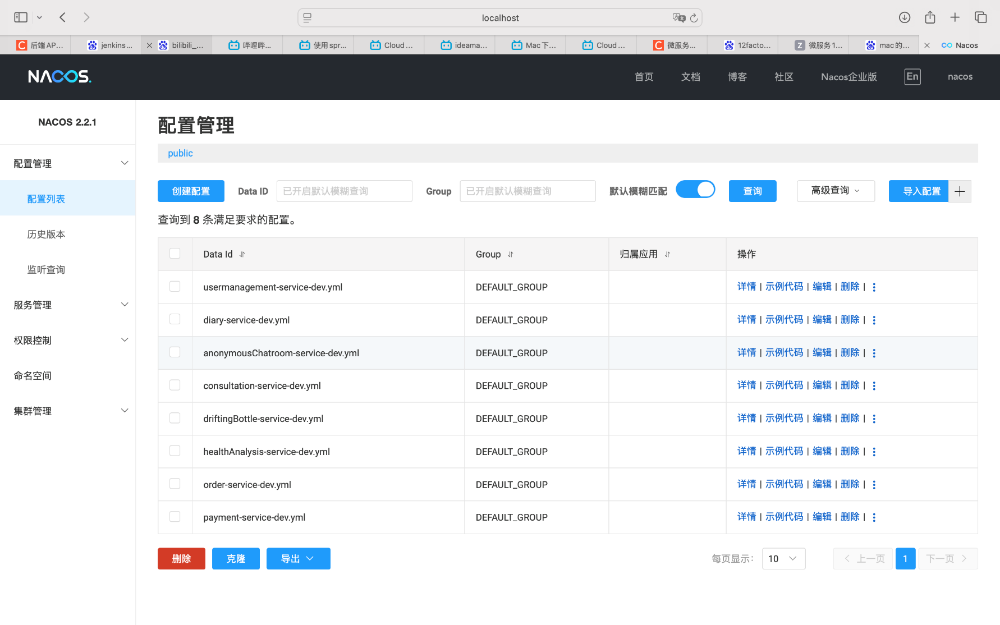 localhost
后端AP... jenkins... bilibili_... 哔哩哔... 使用spr... Cloud... ideama... Mac下... Cloud... 微服务... 12facto... 微服务1... mac的... Nacos
NACOS. 首页 文档 博客 社区 Nacos企业版 En nacos
NACOS 2.2.1
配置管理
配置列表
历史版本
监听查询
服务管理
权限控制
命名空间
集群管理
配置管理
public
创建配置 Data ID 已开启默认模糊查询 Group 已开启默认模糊查询 默认模糊匹配 查询 高级查询 导入配置
查询到 8 条满足要求的配置。
Data Id Group 归属应用 操作
usermanagement-service-dev.yml DEFAULT_GROUP 详情 | 示例代码 | 编辑 | 删除 |
diary-service-dev.yml DEFAULT_GROUP 详情 | 示例代码 | 编辑 | 删除 |
anonymousChatroom-service-dev.yml DEFAULT_GROUP 详情 | 示例代码 | 编辑 | 删除 |
consultation-service-dev.yml DEFAULT_GROUP 详情 | 示例代码 | 编辑 | 删除 |
driftingBottle-service-dev.yml DEFAULT_GROUP 详情 | 示例代码 | 编辑 | 删除 |
healthAnalysis-service-dev.yml DEFAULT_GROUP 详情 | 示例代码 | 编辑 | 删除 |
order-service-dev.yml DEFAULT_GROUP 详情 | 示例代码 | 编辑 | 删除 |
payment-service-dev.yml DEFAULT_GROUP 详情 | 示例代码 | 编辑 | 删除 |
删除 克隆 导出 每页显示： 10 上一页 1 下一页